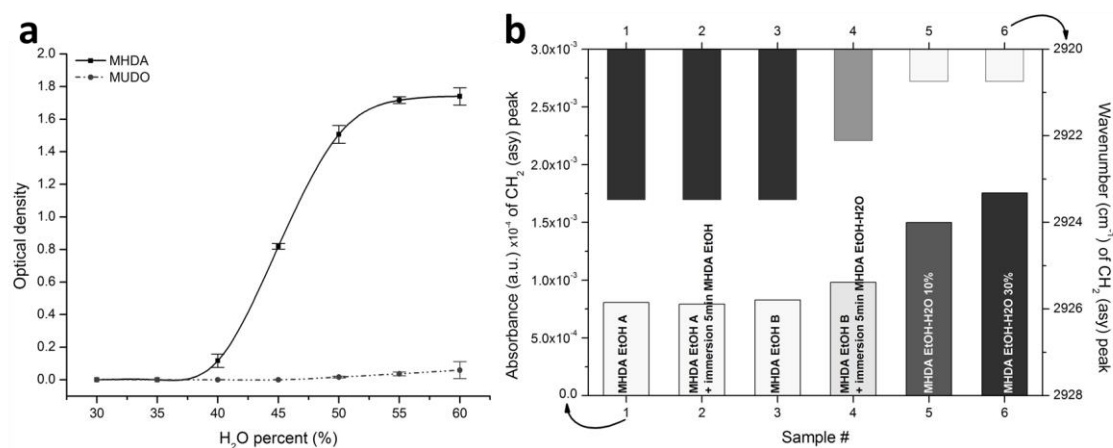 a
2.0
1.8
1.6
1.4
1.2
1.0
0.8
0.6
0.4
0.2
0.0
Optical density
MHDA
MUDO
30 35 40 45 50 55 60
H₂O percent (%)
b
1 2 3 4 5 6
3.0x10⁻³
2.5x10⁻³
2.0x10⁻³
1.5x10⁻³
1.0x10⁻³
5.0x10⁻⁴
0.0
Absorbance (a.u.) x10⁻⁴ of CH₂ (asy) peak
MHDA EtOH A
MHDA EtOH A
+ immersion 5min MHDA EtOH
MHDA EtOH B
MHDA EtOH B
+ immersion 5min MHDA EtOH-H2O
MHDA EtOH-H2O 10%
MHDA EtOH-H2O 30%
2920
2922
2924
2926
2928
Wavenumber (cm⁻¹) of CH₂ (asy) peak
1 2 3 4 5 6
Sample #